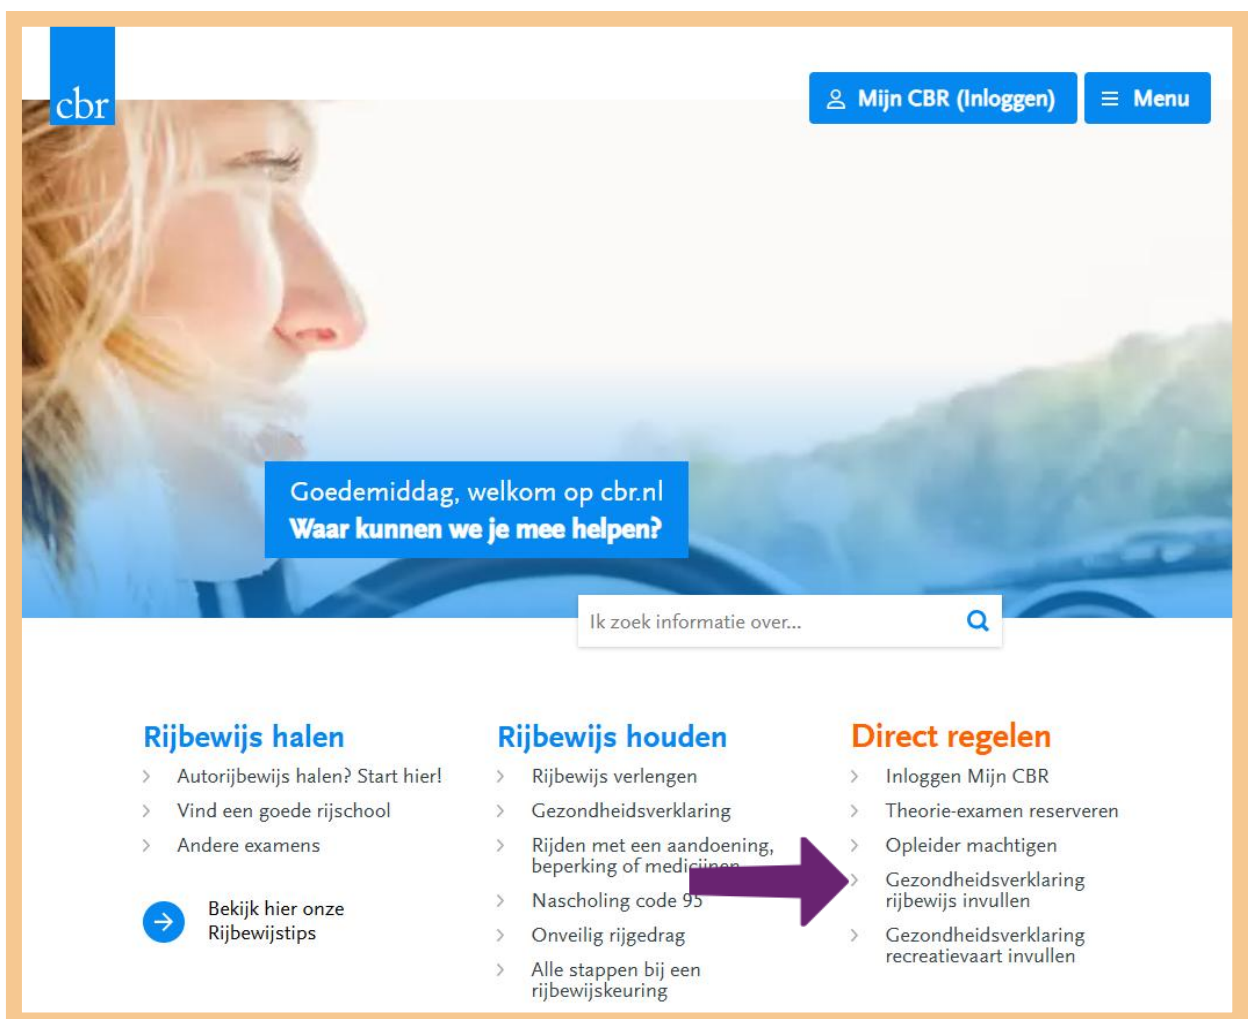 cbr
Mijn CBR (Inloggen)
Menu
Goedemiddag, welkom op cbr.nl
Waar kunnen we je mee helpen?
Ik zoek informatie over...
Rijbewijs halen
Autorijbewijs halen? Start hier!
Vind een goede rijschool
Andere examens
Bekijk hier onze
Rijbewijstips
Rijbewijs houden
Rijbewijs verlengen
Gezondheidsverklaring
Rijden met een aandoening,
beperking of medicijnen
Nascholing code 95
Onveilig rijgedrag
Alle stappen bij een
rijbewijskeuring
Direct regelen
Inloggen Mijn CBR
Theorie-examen reserveren
Opleider machtigen
Gezondheidsverklaring
rijbewijs invullen
Gezondheidsverklaring
recreatievaart invullen